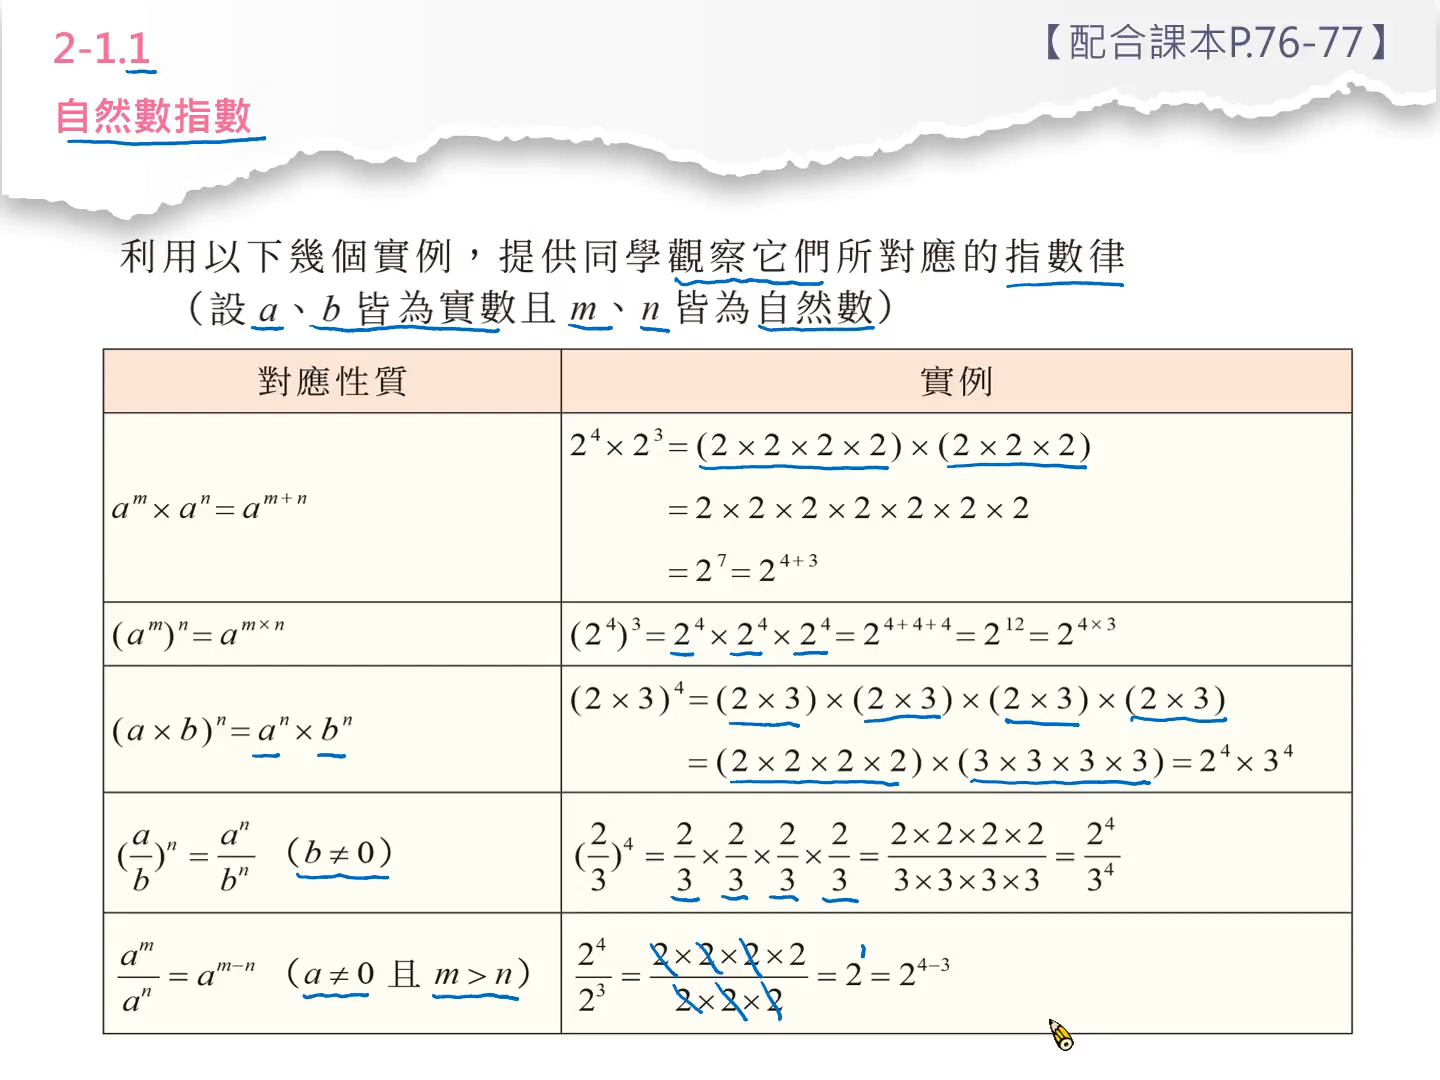 2-1.1
【配合課本P.76-77】
自然數指數
利用以下幾個實例，提供同學觀察它們所對應的指數律
（設 a、b 皆為實數且 m、n 皆為自然數）
對應性質 實例
a^m × a^n = a^{m+n}
2^4 × 2^3 = (2 × 2 × 2 × 2) × (2 × 2 × 2)
= 2 × 2 × 2 × 2 × 2 × 2 × 2
= 2^7 = 2^{4+3}
(a^m)^n = a^{m×n}
(2^4)^3 = 2^4 × 2^4 × 2^4 = 2^{4+4+4} = 2^{12} = 2^{4×3}
(a × b)^n = a^n × b^n
(2 × 3)^4 = (2 × 3) × (2 × 3) × (2 × 3) × (2 × 3)
= (2 × 2 × 2 × 2) × (3 × 3 × 3 × 3) = 2^4 × 3^4
(a/b)^n = a^n/b^n （b ≠ 0）
(2/3)^4 = 2/3 × 2/3 × 2/3 × 2/3 = (2×2×2×2)/(3×3×3×3) = 2^4/3^4
a^m/a^n = a^{m−n} （a ≠ 0 且 m > n）
2^4/2^3 = (2×2×2×2)/(2×2×2) = 2^1 = 2^{4−3}